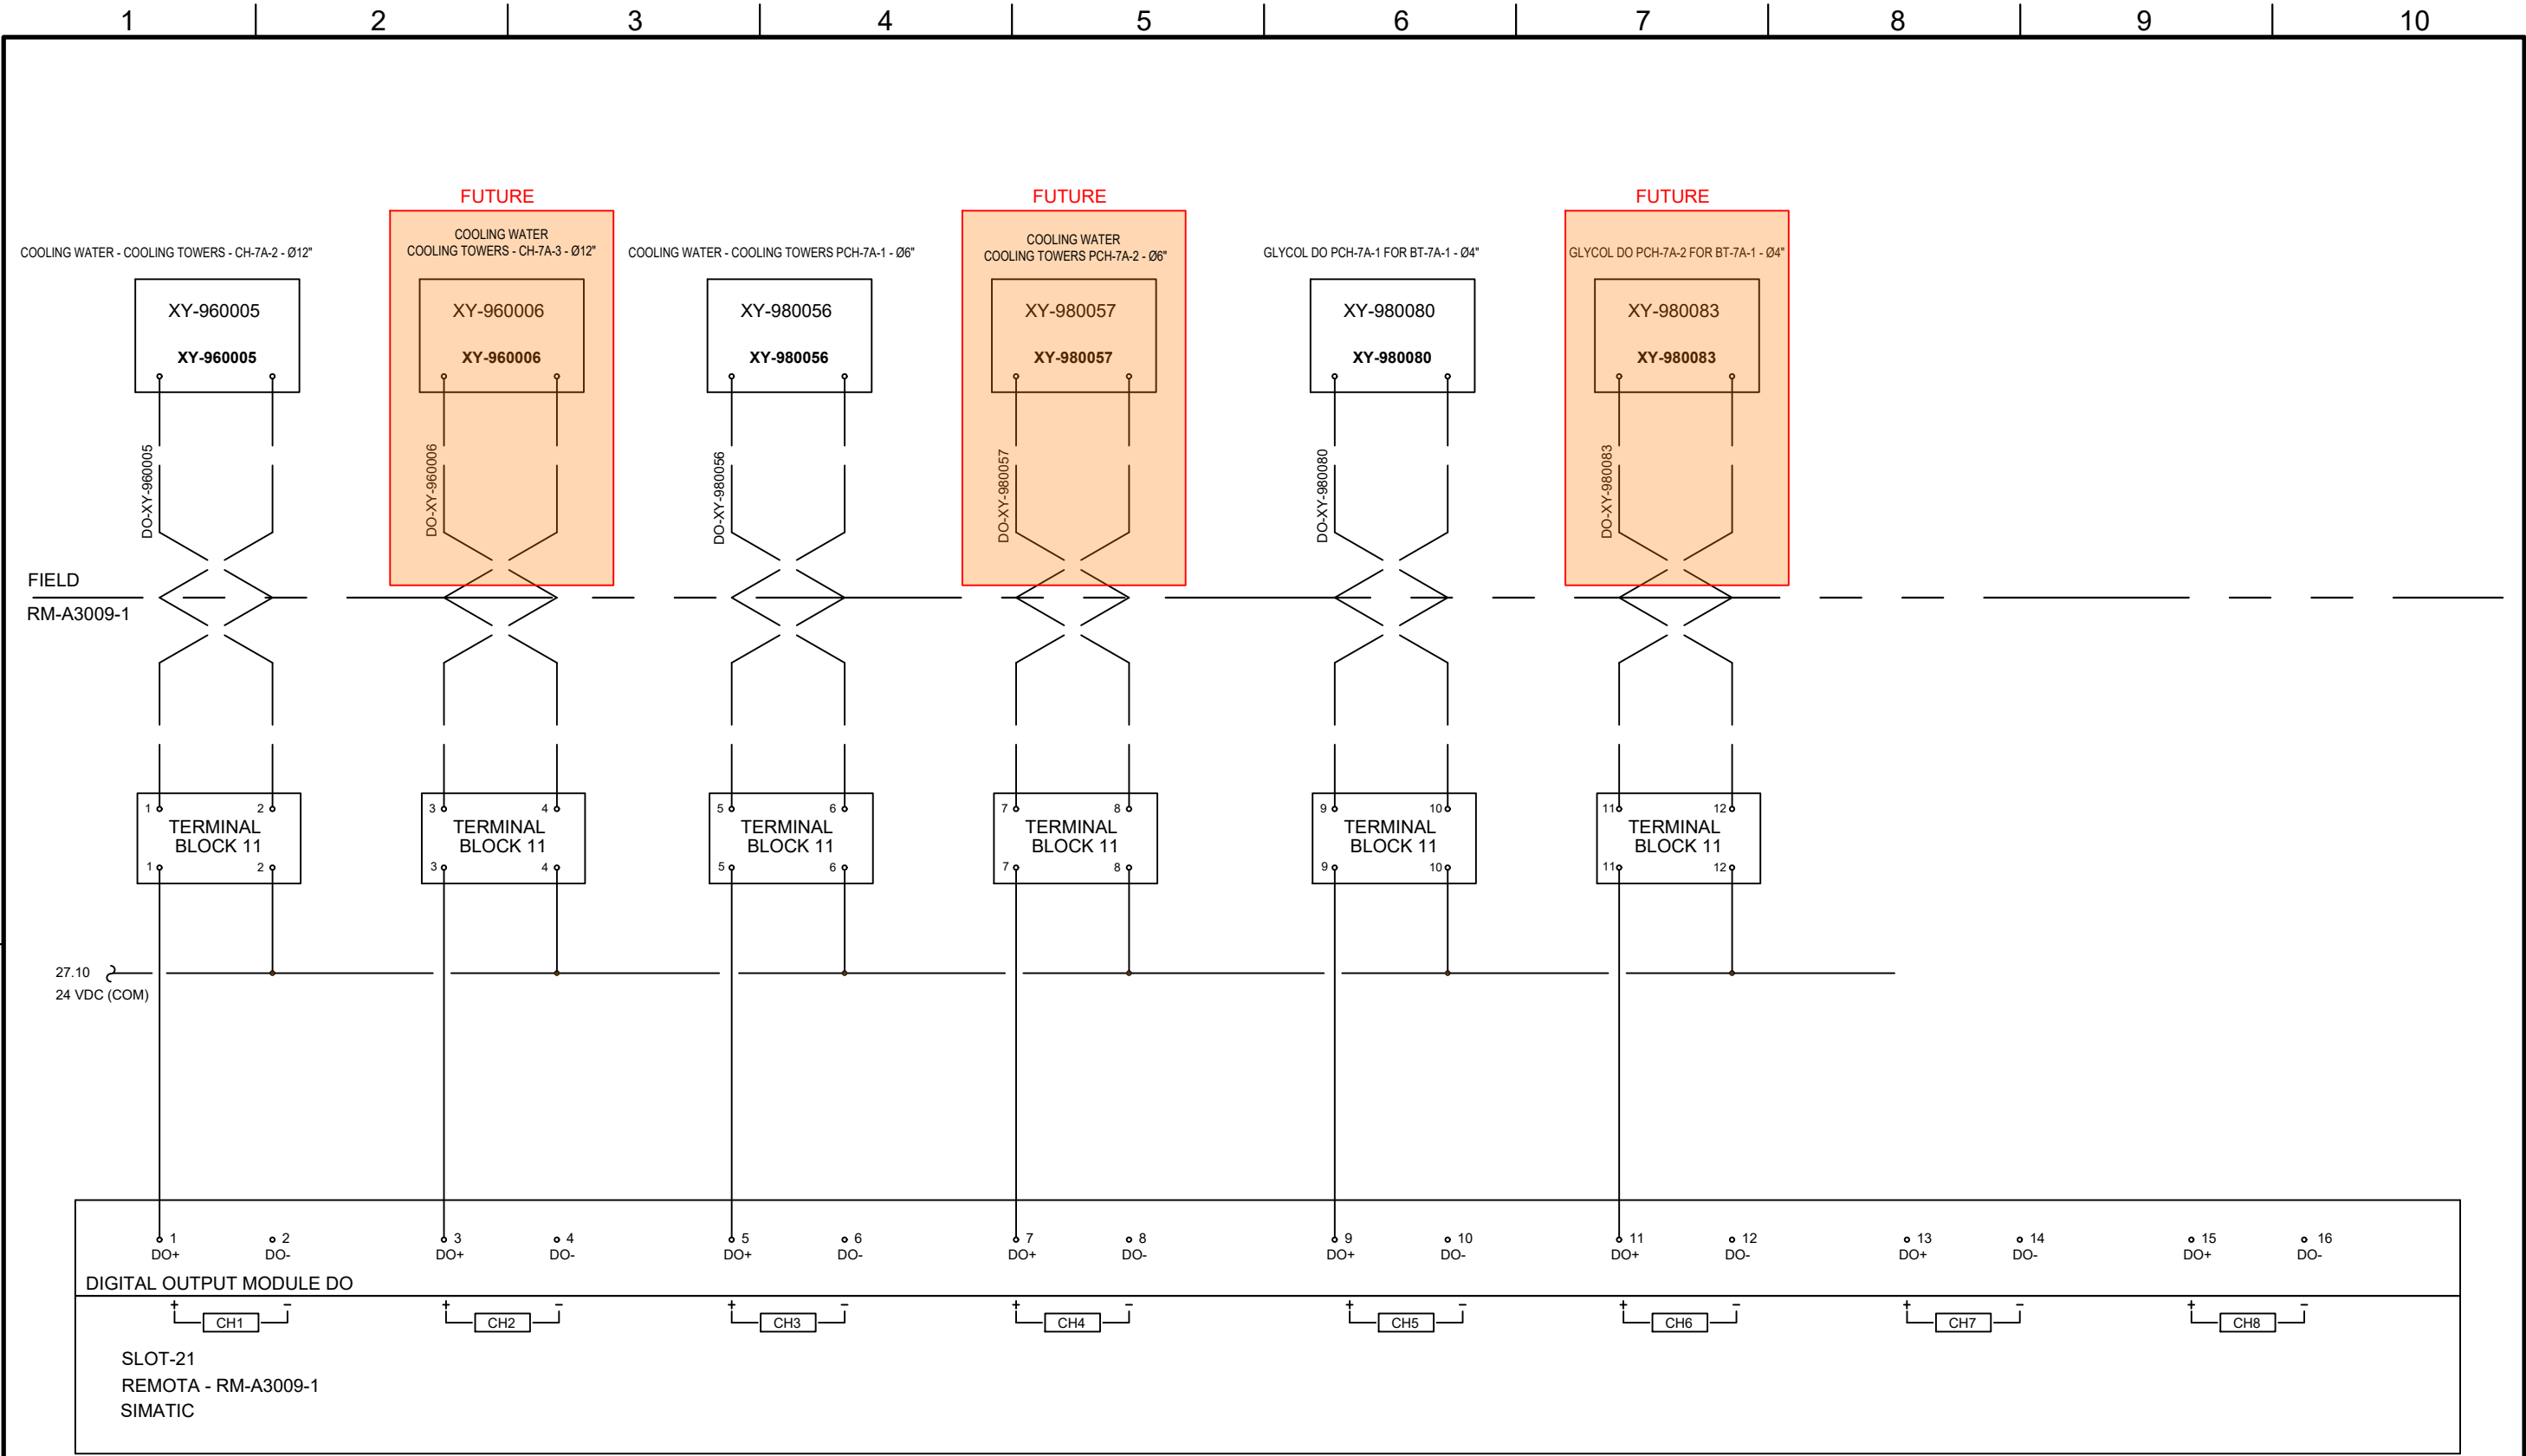 1 2 3 4 5 6 7 8 9 10
FUTURE FUTURE FUTURE
COOLING WATER - COOLING TOWERS - CH-7A-2 - Ø12"
COOLING WATER
COOLING TOWERS - CH-7A-3 - Ø12"
COOLING WATER - COOLING TOWERS PCH-7A-1 - Ø6"
COOLING WATER
COOLING TOWERS PCH-7A-2 - Ø6"
GLYCOL DO PCH-7A-1 FOR BT-7A-1 - Ø4"
GLYCOL DO PCH-7A-2 FOR BT-7A-1 - Ø4"
XY-960005 XY-960006 XY-980056 XY-980057 XY-980080 XY-980083
XY-960005 XY-960006 XY-980056 XY-980057 XY-980080 XY-980083
DO-XY-960005 DO-XY-960006 DO-XY-980056 DO-XY-980057 DO-XY-980080 DO-XY-980083
FIELD
RM-A3009-1
1 2 3 4 5 6 7 8 9 10 11 12
TERMINAL TERMINAL TERMINAL TERMINAL TERMINAL TERMINAL
BLOCK 11 BLOCK 11 BLOCK 11 BLOCK 11 BLOCK 11 BLOCK 11
1 2 3 4 5 6 7 8 9 10 11 12
27.10
24 VDC (COM)
1 2 3 4 5 6 7 8 9 10 11 12 13 14 15 16
DO+ DO- DO+ DO- DO+ DO- DO+ DO- DO+ DO- DO+ DO- DO+ DO- DO+ DO-
DIGITAL OUTPUT MODULE DO
+ - + - + - + - + - + - + - + -
CH1 CH2 CH3 CH4 CH5 CH6 CH7 CH8
SLOT-21
REMOTA - RM-A3009-1
SIMATIC